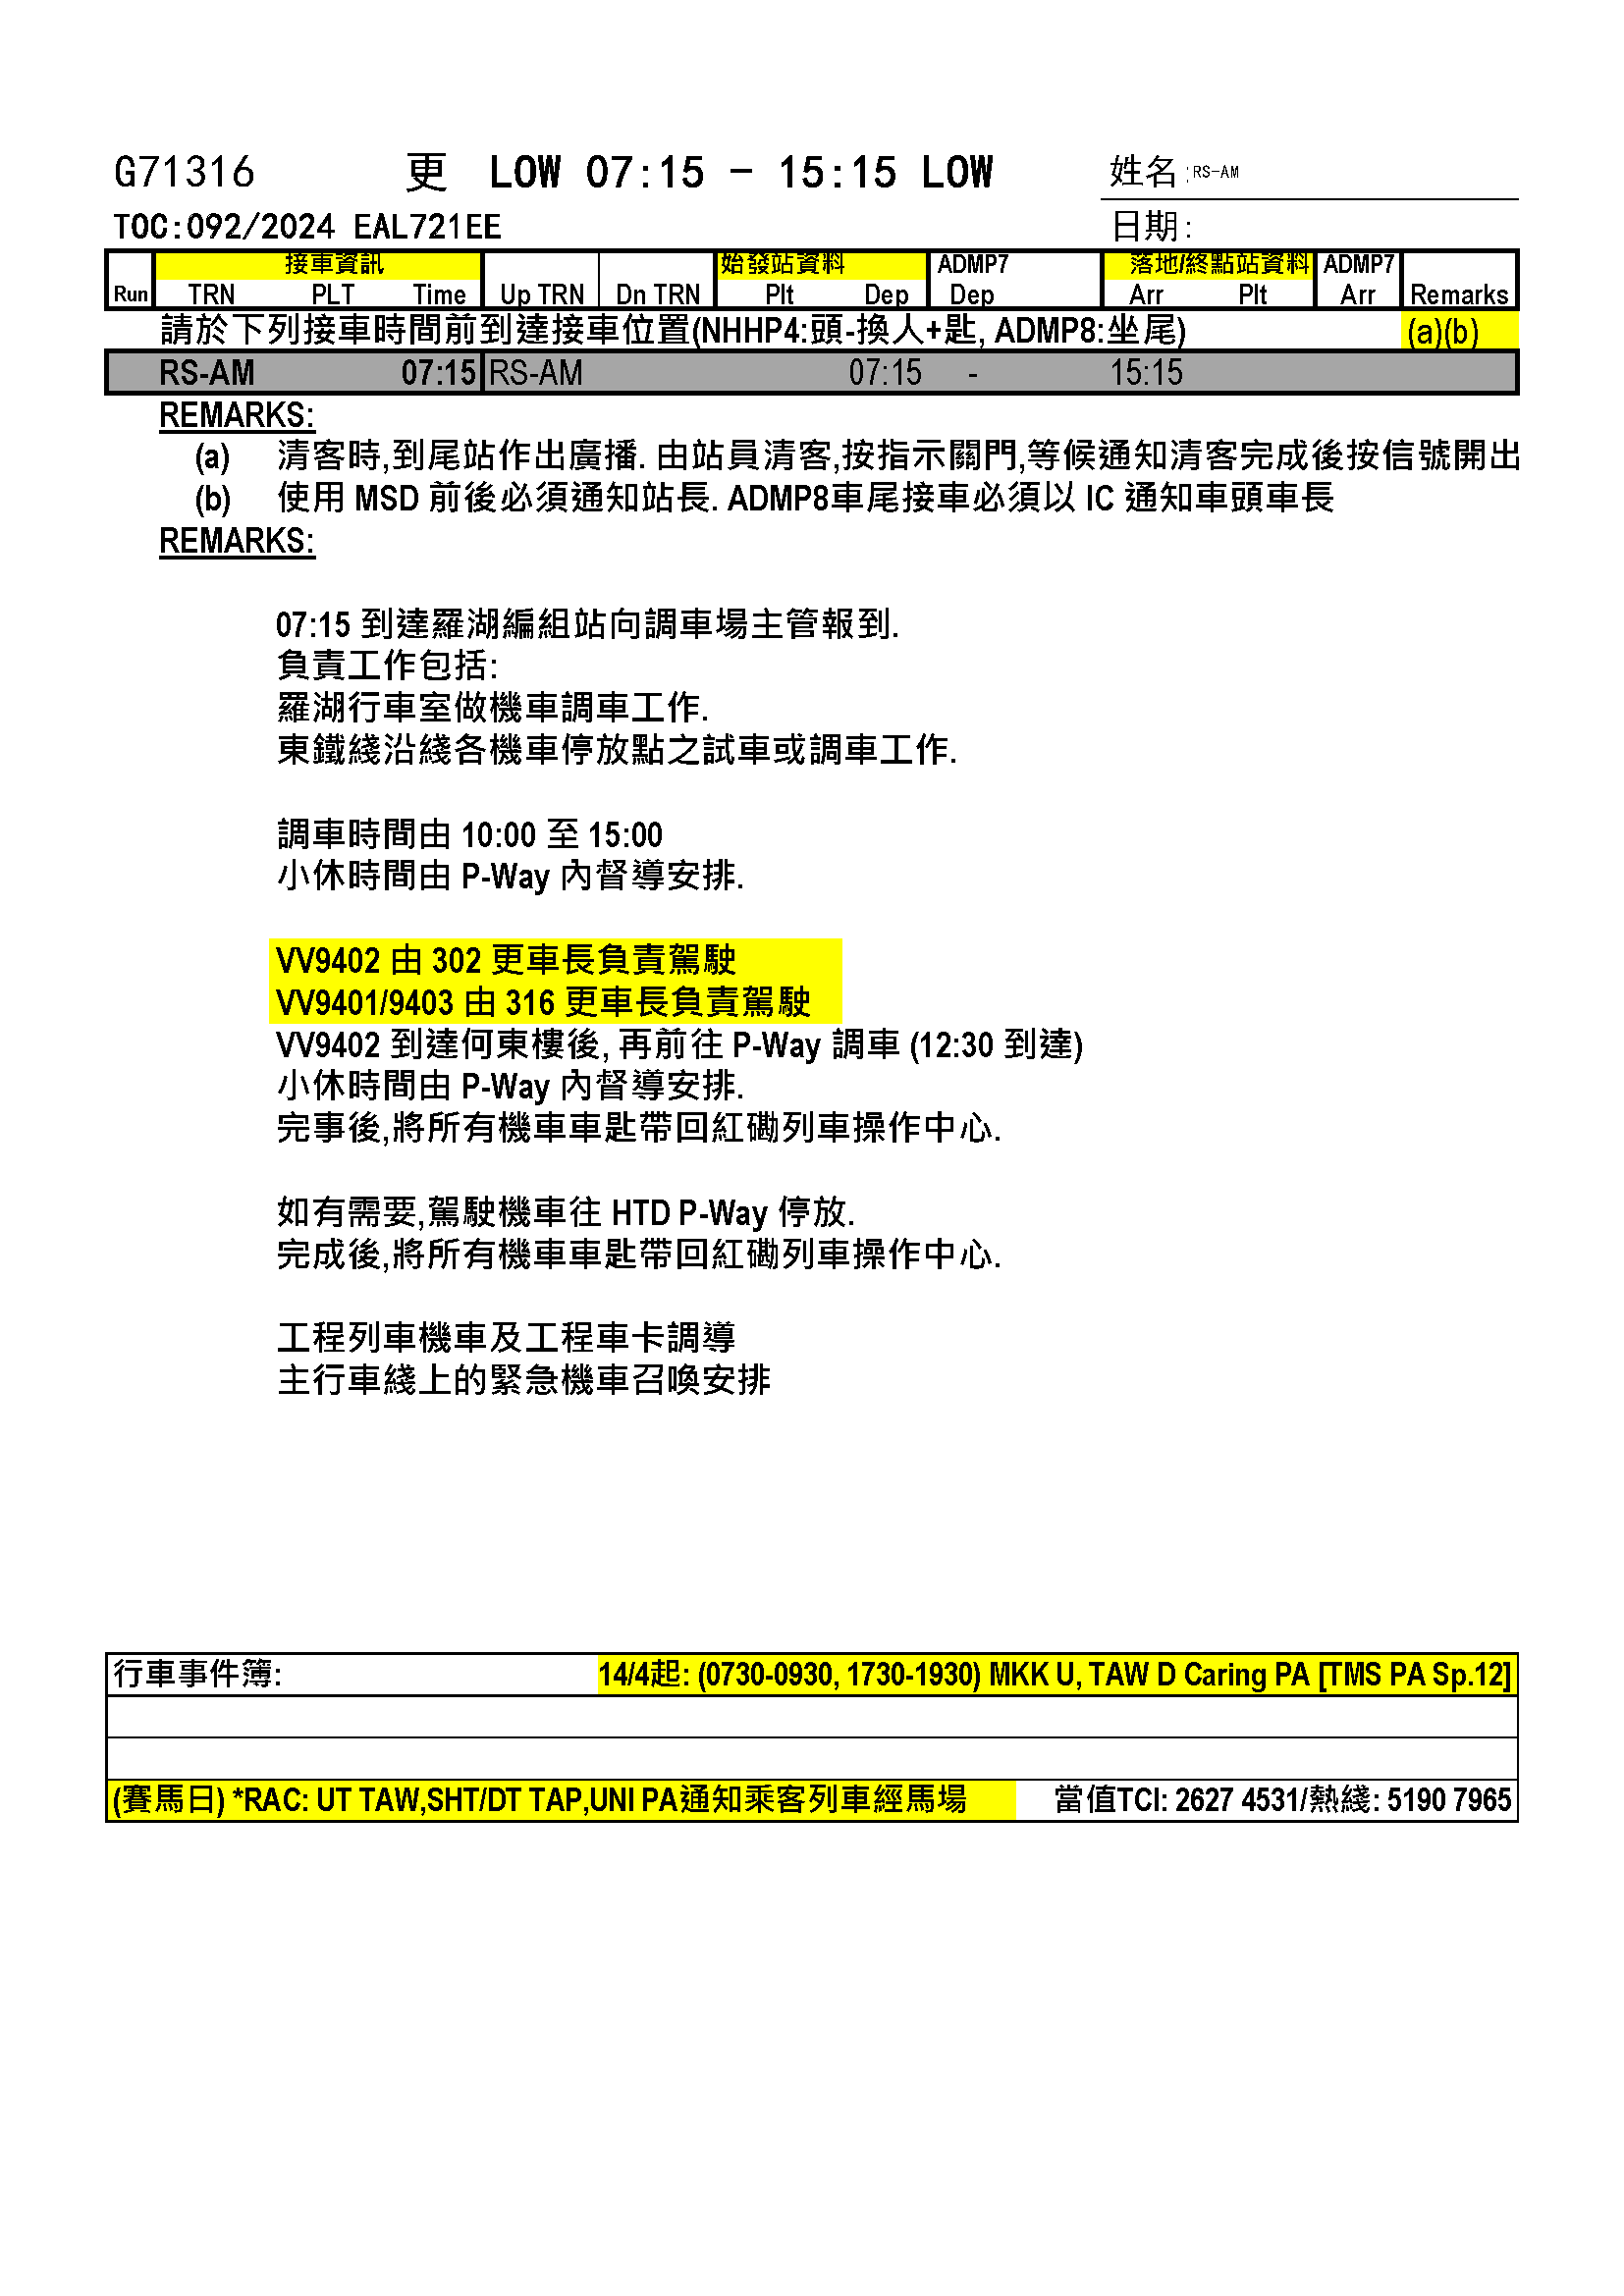 G71316 更 LOW 07:15 - 15:15 LOW 姓名:RS-AM
TOC:092/2024 EAL721EE 日期:
接車資訊 始發站資料 ADMP7 落地/終點站資料 ADMP7
Run TRN PLT Time Up TRN Dn TRN Plt Dep Dep Arr Plt Arr Remarks
請於下列接車時間前到達接車位置(NHHP4:頭-換人+匙, ADMP8:坐尾) (a)(b)
RS-AM 07:15 RS-AM 07:15 - 15:15
REMARKS:
(a) 清客時,到尾站作出廣播. 由站員清客,按指示關門,等候通知清客完成後按信號開出
(b) 使用 MSD 前後必須通知站長. ADMP8車尾接車必須以 IC 通知車頭車長
REMARKS:
07:15 到達羅湖編組站向調車場主管報到.
負責工作包括:
羅湖行車室做機車調車工作.
東鐵綫沿綫各機車停放點之試車或調車工作.
調車時間由 10:00 至 15:00
小休時間由 P-Way 內督導安排.
VV9402 由 302 更車長負責駕駛
VV9401/9403 由 316 更車長負責駕駛
VV9402 到達何東樓後, 再前往 P-Way 調車 (12:30 到達)
小休時間由 P-Way 內督導安排.
完事後,將所有機車車匙帶回紅磡列車操作中心.
如有需要,駕駛機車往 HTD P-Way 停放.
完成後,將所有機車車匙帶回紅磡列車操作中心.
工程列車機車及工程車卡調導
主行車綫上的緊急機車召喚安排
行車事件簿: 14/4起: (0730-0930, 1730-1930) MKK U, TAW D Caring PA [TMS PA Sp.12]
(賽馬日) *RAC: UT TAW,SHT/DT TAP,UNI PA通知乘客列車經馬場 當值TCI: 2627 4531/熱綫: 5190 7965